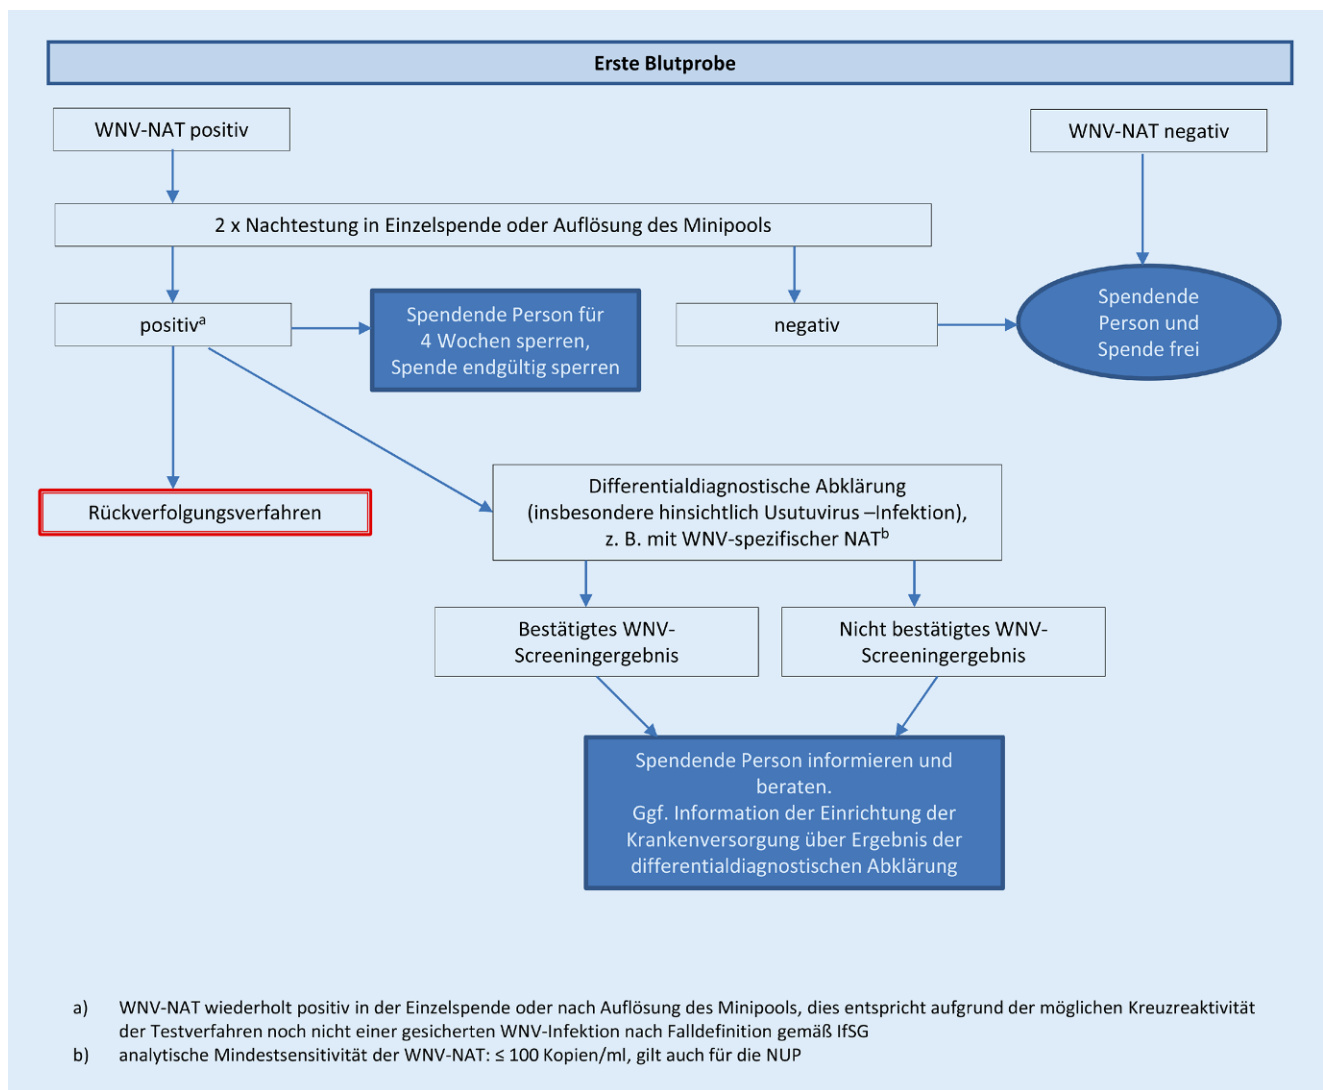 Erste Blutprobe
WNV-NAT positiv
WNV-NAT negativ
2 x Nachtestung in Einzelspende oder Auflösung des Minipools
positivᵃ
Spendende Person für
4 Wochen sperren,
Spende endgültig sperren
negativ
Spendende
Person und
Spende frei
Rückverfolgungsverfahren
Differentialdiagnostische Abklärung
(insbesondere hinsichtlich Usutuvirus –Infektion),
z. B. mit WNV-spezifischer NATᵇ
Bestätigtes WNV-
Screeningergebnis
Nicht bestätigtes WNV-
Screeningergebnis
Spendende Person informieren und
beraten.
Ggf. Information der Einrichtung der
Krankenversorgung über Ergebnis der
differentialdiagnostischen Abklärung
a) WNV-NAT wiederholt positiv in der Einzelspende oder nach Auflösung des Minipools, dies entspricht aufgrund der möglichen Kreuzreaktivität
der Testverfahren noch nicht einer gesicherten WNV-Infektion nach Falldefinition gemäß IfSG
b) analytische Mindestsensitivität der WNV-NAT: ≤ 100 Kopien/ml, gilt auch für die NUP